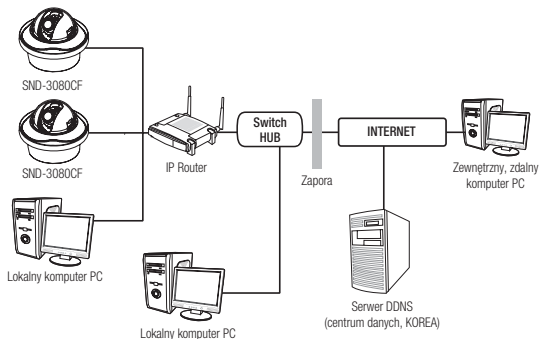 SND-3080CF
SND-3080CF
Lokalny komputer PC
IP Router
Switch
HUB
Lokalny komputer PC
Zapora
INTERNET
Serwer DDNS
(centrum danych, KOREA)
Zewnętrzny, zdalny
komputer PC